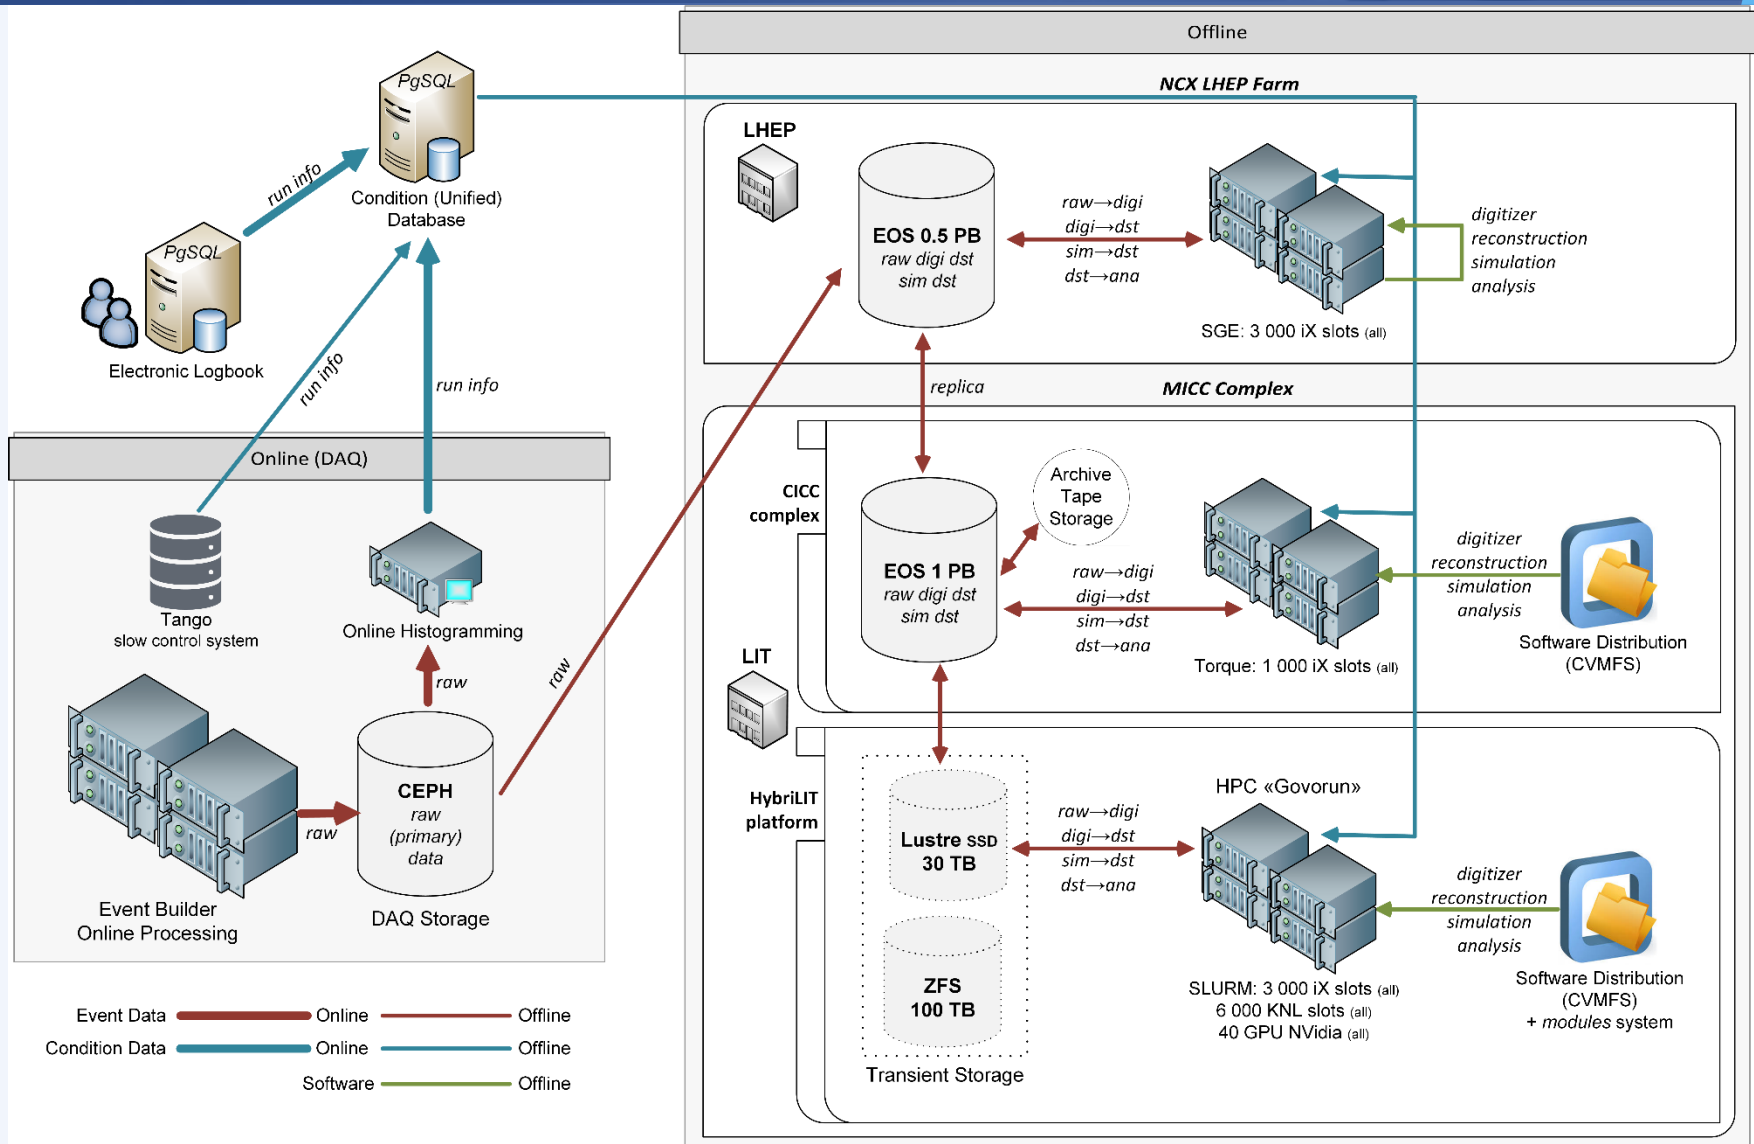 Offline
NCX LHEP Farm
PgSQL
LHEP
run info
Condition (Unified)
Database
EOS 0.5 PB
raw digi dst
sim dst
raw→digi
digi→dst
sim→dst
dst→ana
digitizer
reconstruction
simulation
analysis
SGE: 3 000 iX slots (all)
PgSQL
Electronic Logbook
run info
run info
replica
MICC Complex
Online (DAQ)
CICC
complex
Archive
Tape
Storage
EOS 1 PB
raw digi dst
sim dst
raw→digi
digi→dst
sim→dst
dst→ana
digitizer
reconstruction
simulation
analysis
Torque: 1 000 iX slots (all)
Software Distribution
(CVMFS)
Tango
slow control system
Online Histogramming
raw
raw
LIT
CEPH
raw
(primary)
data
raw
Event Builder
Online Processing
DAQ Storage
HybriLIT
platform
Lustre SSD
30 TB
ZFS
100 TB
Transient Storage
raw→digi
digi→dst
sim→dst
dst→ana
HPC «Govorun»
digitizer
reconstruction
simulation
analysis
SLURM: 3 000 iX slots (all)
6 000 KNL slots (all)
40 GPU NVidia (all)
Software Distribution
(CVMFS)
+ modules system
Event Data Online Offline
Condition Data Online Offline
Software Offline